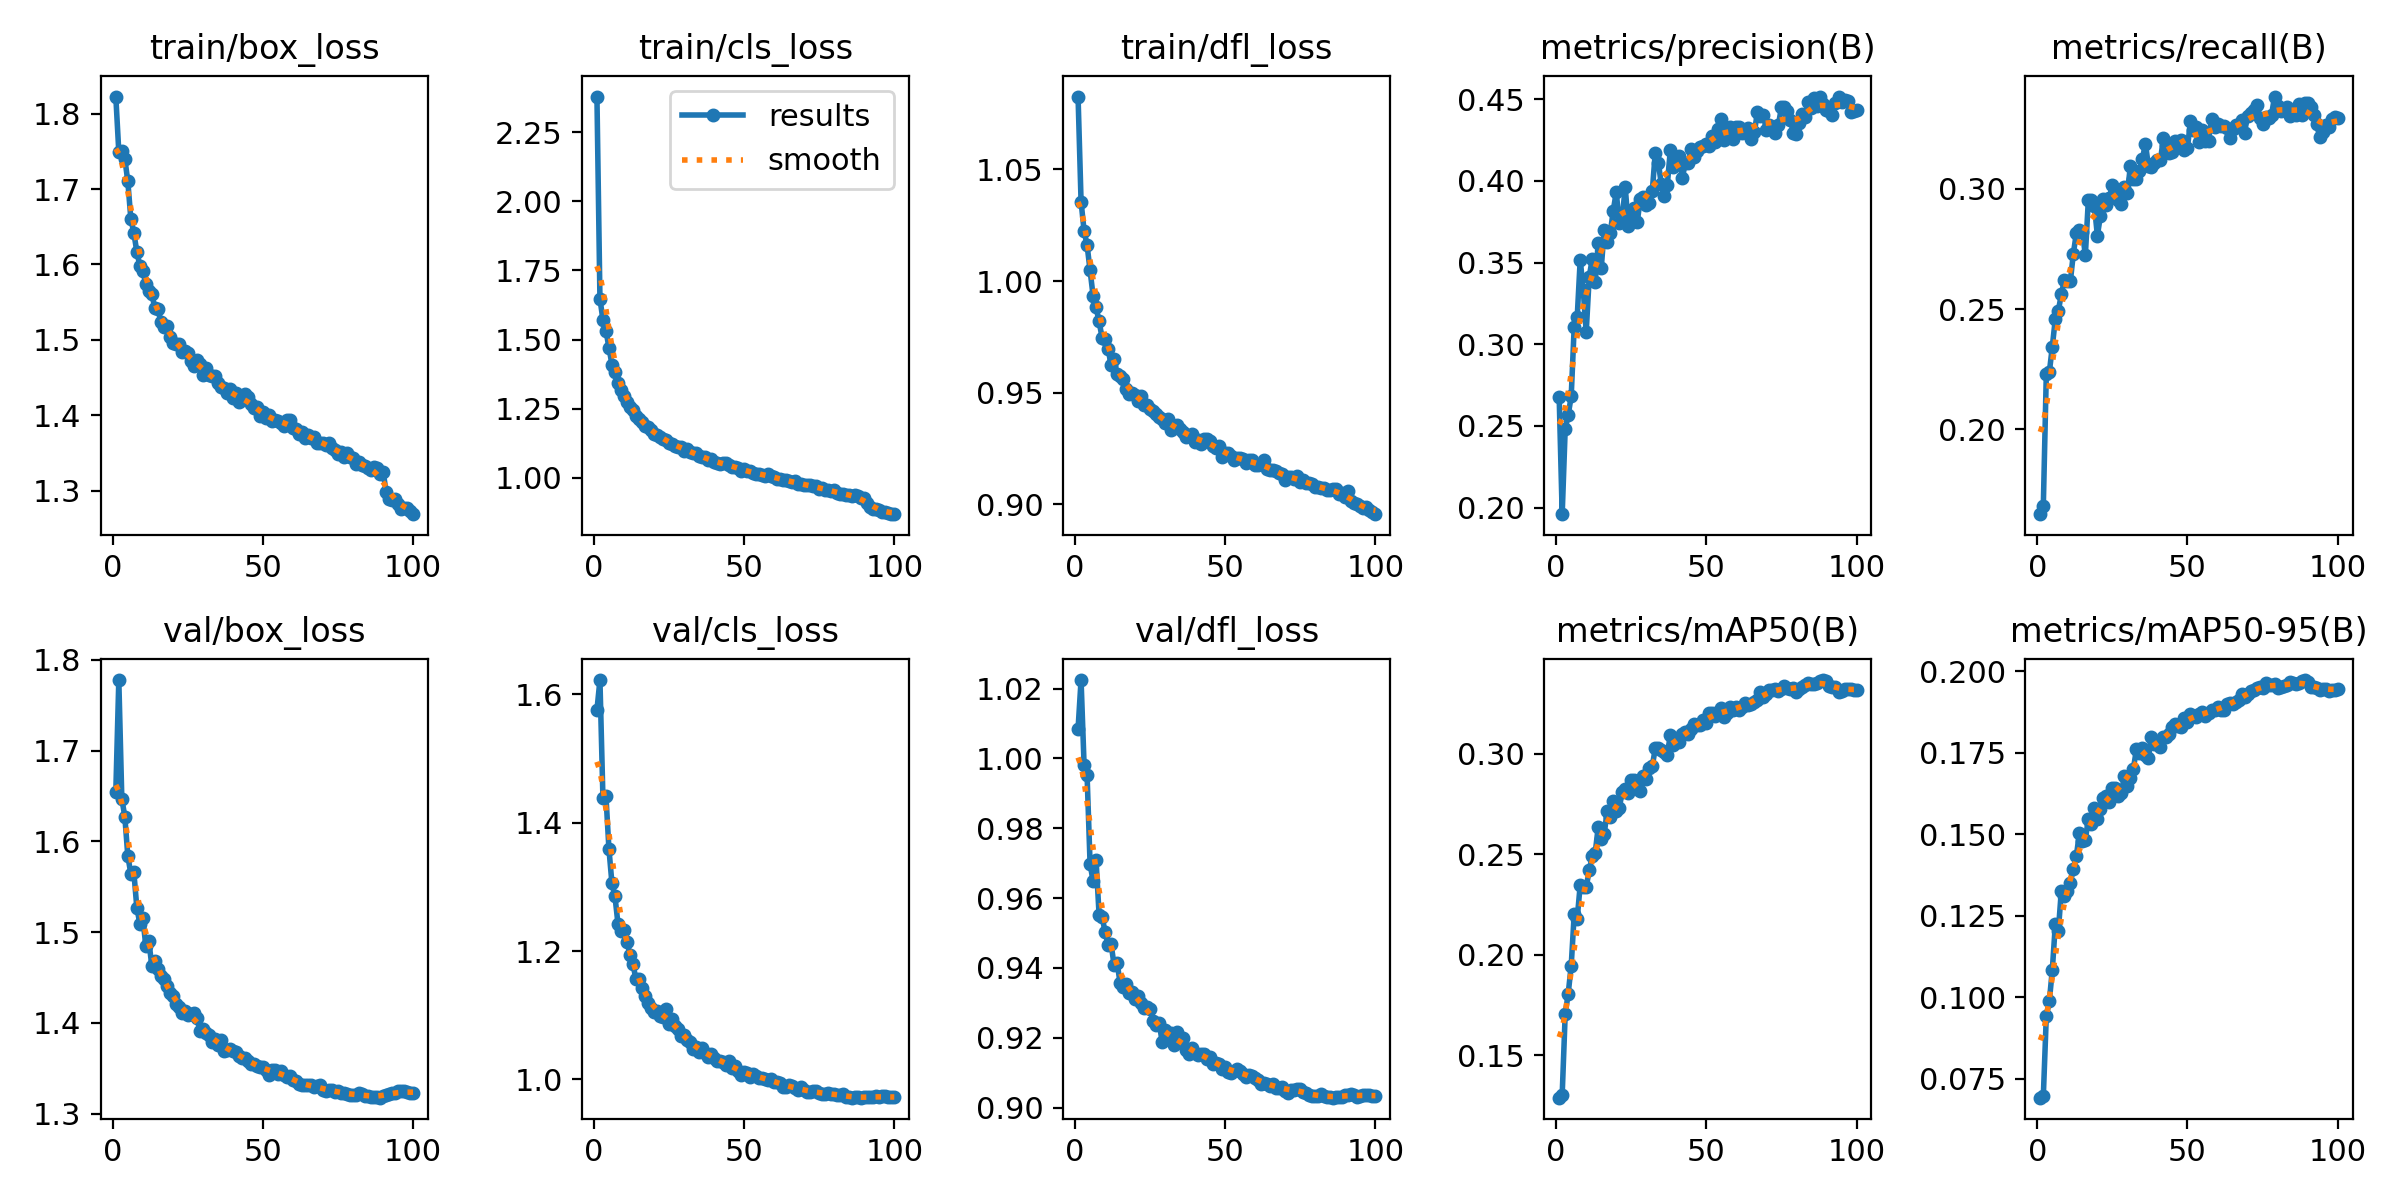 train/box_loss
1.8
1.7
1.6
1.5
1.4
1.3
0 50 100
train/cls_loss
results
smooth
2.25
2.00
1.75
1.50
1.25
1.00
0 50 100
train/dfl_loss
1.05
1.00
0.95
0.90
0 50 100
metrics/precision(B)
0.45
0.40
0.35
0.30
0.25
0.20
0 50 100
metrics/recall(B)
0.30
0.25
0.20
0 50 100
val/box_loss
1.8
1.7
1.6
1.5
1.4
1.3
0 50 100
val/cls_loss
1.6
1.4
1.2
1.0
0 50 100
val/dfl_loss
1.02
1.00
0.98
0.96
0.94
0.92
0.90
0 50 100
metrics/mAP50(B)
0.30
0.25
0.20
0.15
0 50 100
metrics/mAP50-95(B)
0.200
0.175
0.150
0.125
0.100
0.075
0 50 100